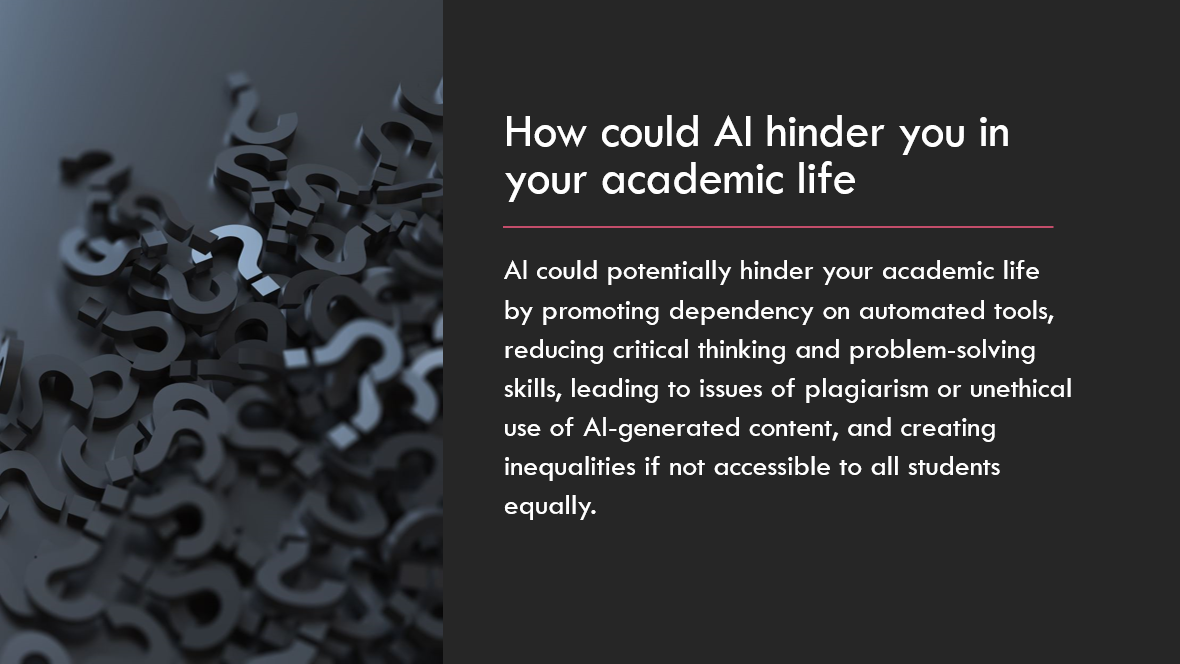 How could AI hinder you in
your academic life
AI could potentially hinder your academic life
by promoting dependency on automated tools,
reducing critical thinking and problem-solving
skills, leading to issues of plagiarism or unethical
use of AI-generated content, and creating
inequalities if not accessible to all students
equally.